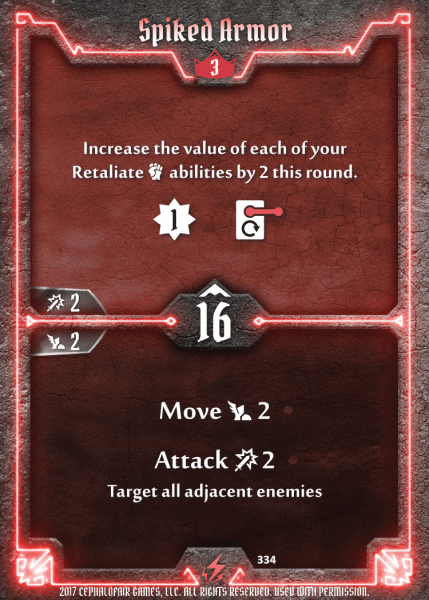 Spiked Armor
3
Increase the value of each of your
Retaliate abilities by 2 this round.
1
2
16
2
Move 2
Attack 2
Target all adjacent enemies
334
2017 CEPHALOFAIR GAMES, LLC. ALL RIGHTS RESERVED. USED WITH PERMISSION.